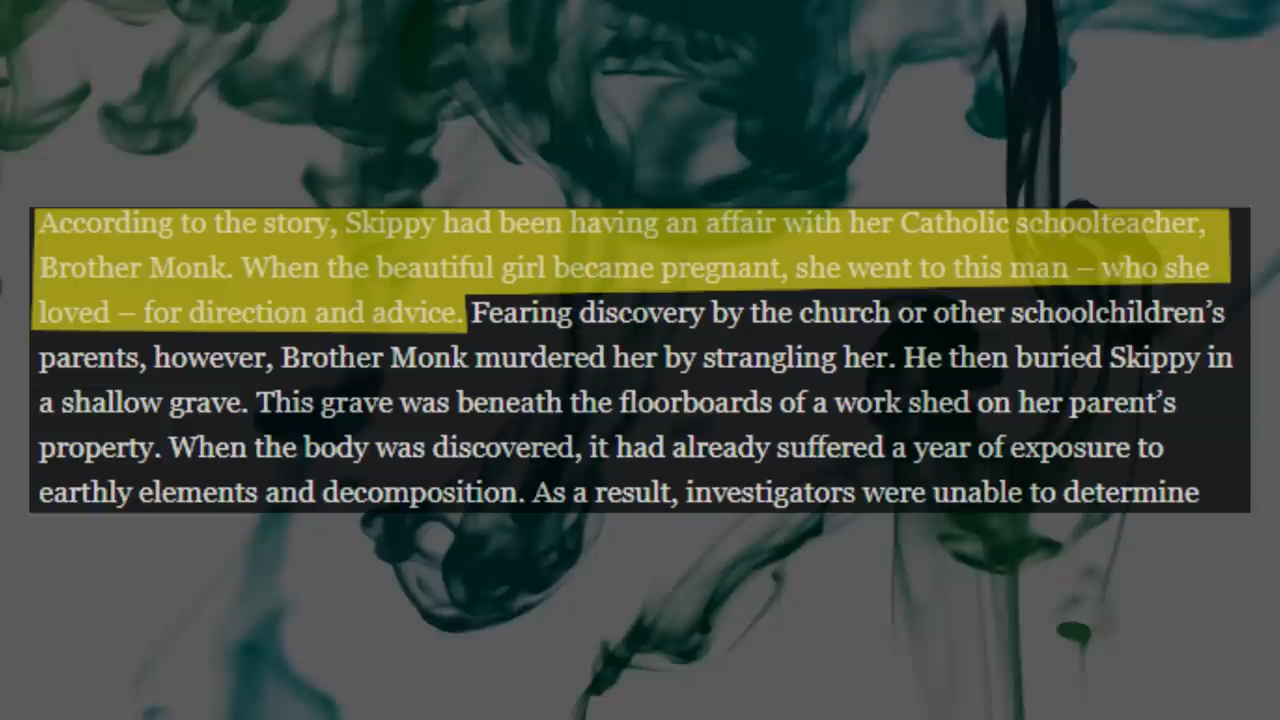 According to the story, Skippy had been having an affair with her Catholic schoolteacher,
Brother Monk. When the beautiful girl became pregnant, she went to this man – who she
loved – for direction and advice. Fearing discovery by the church or other schoolchildren’s
parents, however, Brother Monk murdered her by strangling her. He then buried Skippy in
a shallow grave. This grave was beneath the floorboards of a work shed on her parent’s
property. When the body was discovered, it had already suffered a year of exposure to
earthly elements and decomposition. As a result, investigators were unable to determine